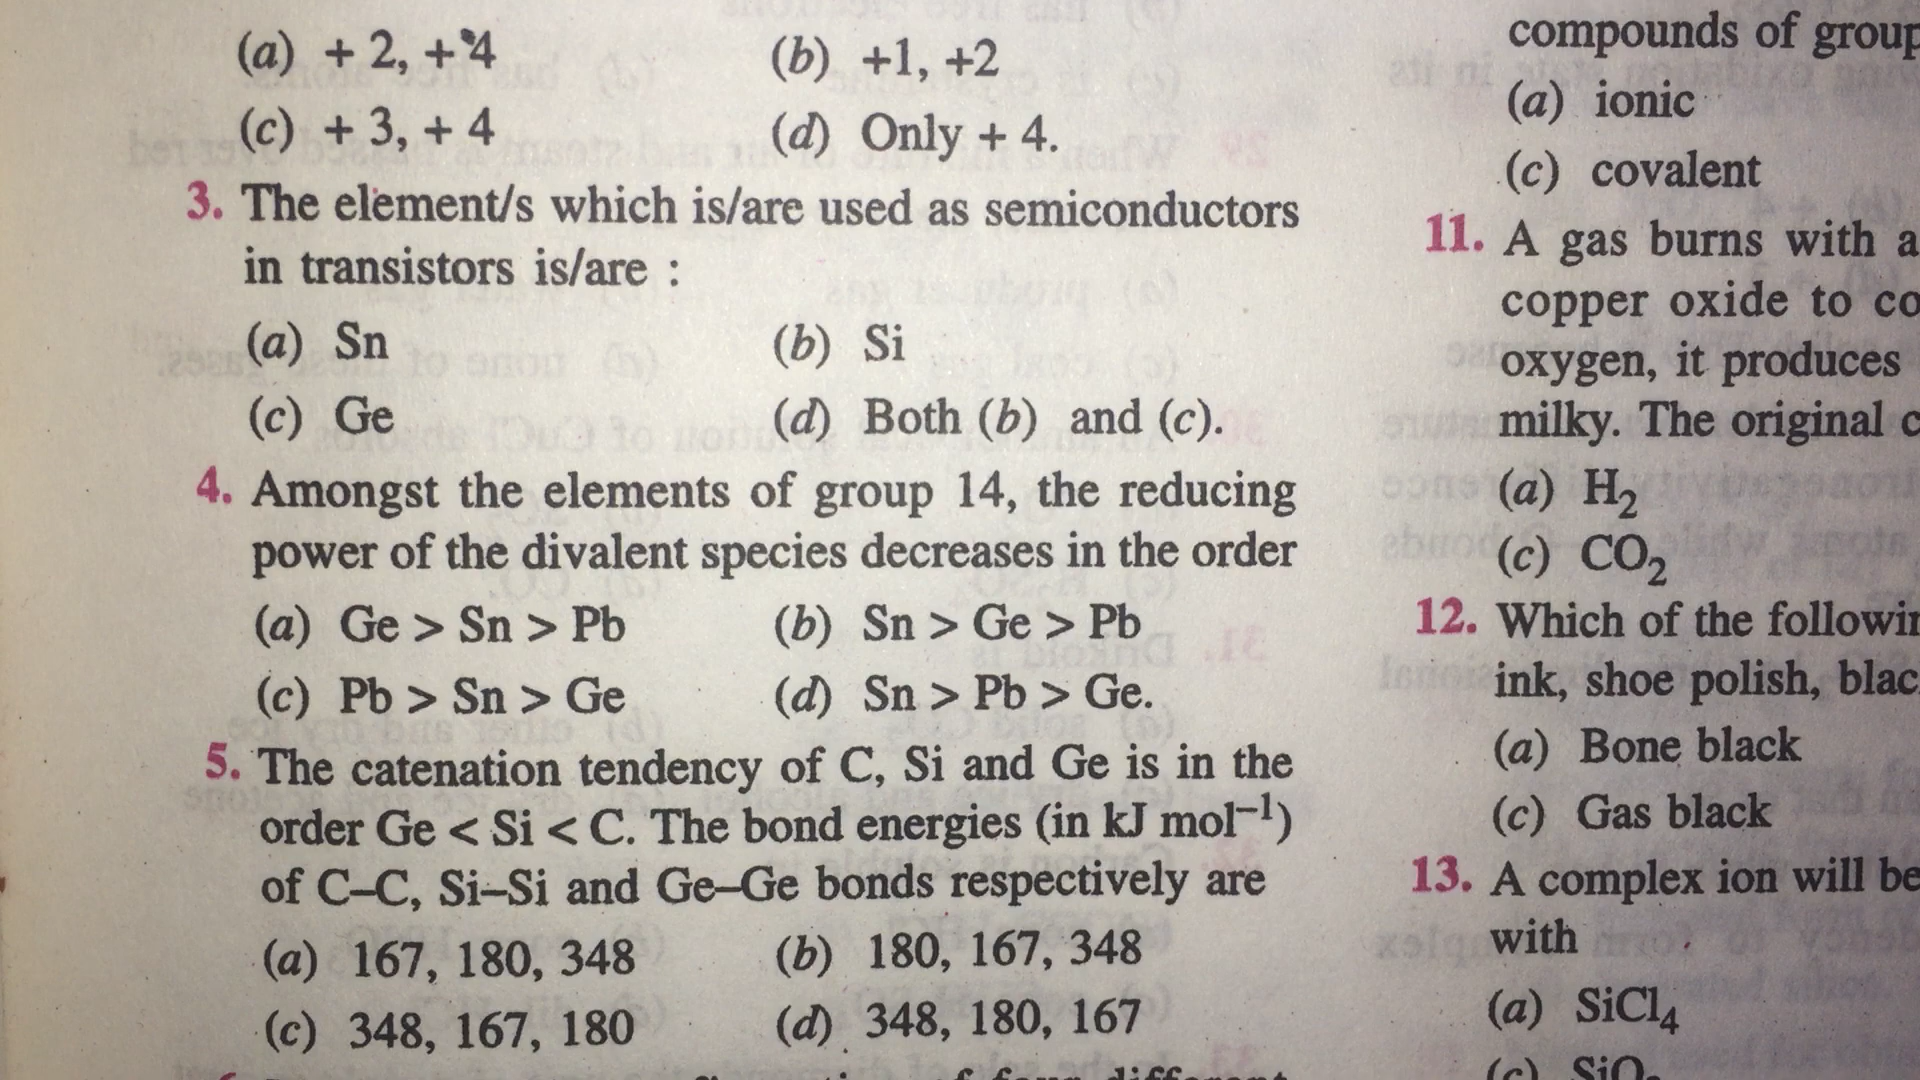 (a) + 2, + 4
(b) +1, +2
(c) + 3, + 4
(d) Only + 4.
3. The element/s which is/are used as semiconductors
in transistors is/are :
(a) Sn
(b) Si
(c) Ge
(d) Both (b) and (c).
4. Amongst the elements of group 14, the reducing
power of the divalent species decreases in the order
(a) Ge > Sn > Pb
(b) Sn > Ge > Pb
(c) Pb > Sn > Ge
(d) Sn > Pb > Ge.
5. The catenation tendency of C, Si and Ge is in the
order Ge < Si < C. The bond energies (in kJ mol⁻¹)
of C–C, Si–Si and Ge–Ge bonds respectively are
(a) 167, 180, 348
(b) 180, 167, 348
(c) 348, 167, 180
(d) 348, 180, 167
compounds of group
(a) ionic
(c) covalent
11. A gas burns with a
copper oxide to
oxygen, it produces
milky. The original
(a) H₂
(c) CO₂
12. Which of the
ink, shoe polish,
(a) Bone black
(c) Gas black
13. A complex ion will be
with
(a) SiCl₄
(c)